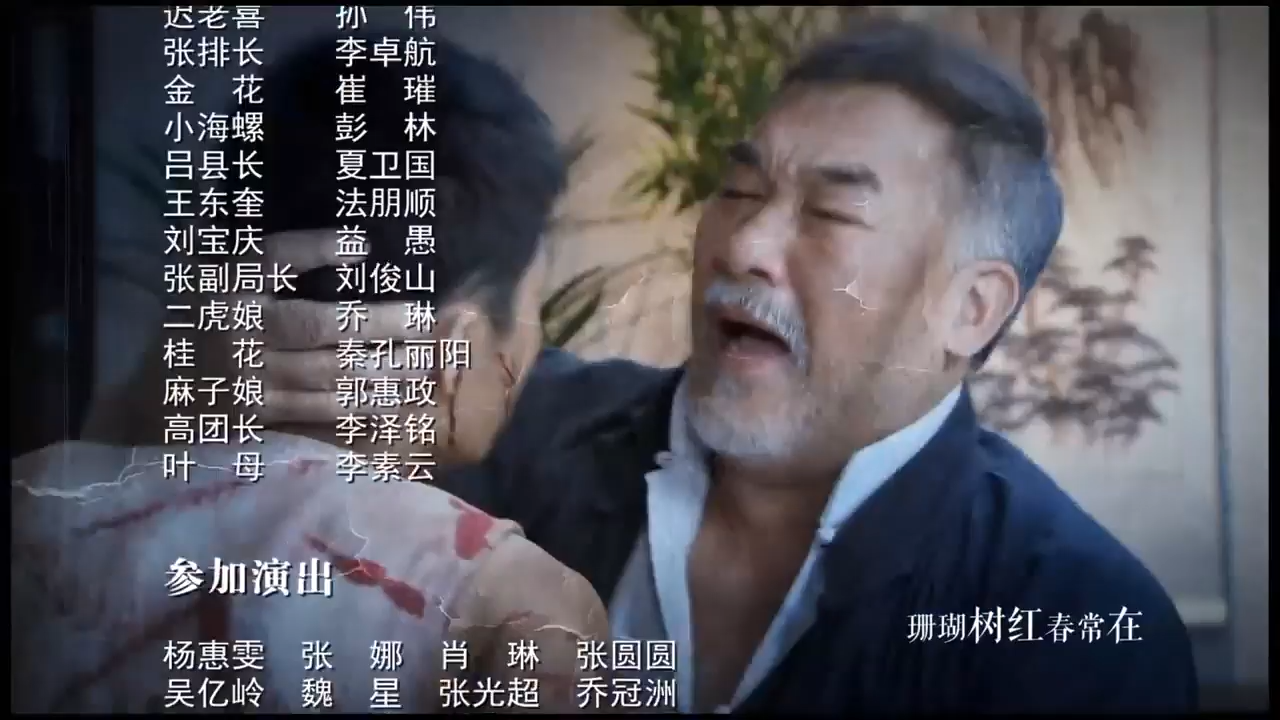 迟老喜 孙 伟
张排长 李卓航
金 花 崔 璀
小海螺 彭 林
吕县长 夏卫国
王东奎 法朋顺
刘宝庆 益 愚
张副局长 刘俊山
二虎娘 乔 琳
桂 花 秦孔丽阳
麻子娘 郭惠政
高团长 李泽铭
叶 母 李素云
参加演出
杨惠雯 张 娜 肖 琳 张圆圆
吴亿岭 魏 星 张光超 乔冠洲
珊瑚树红春常在